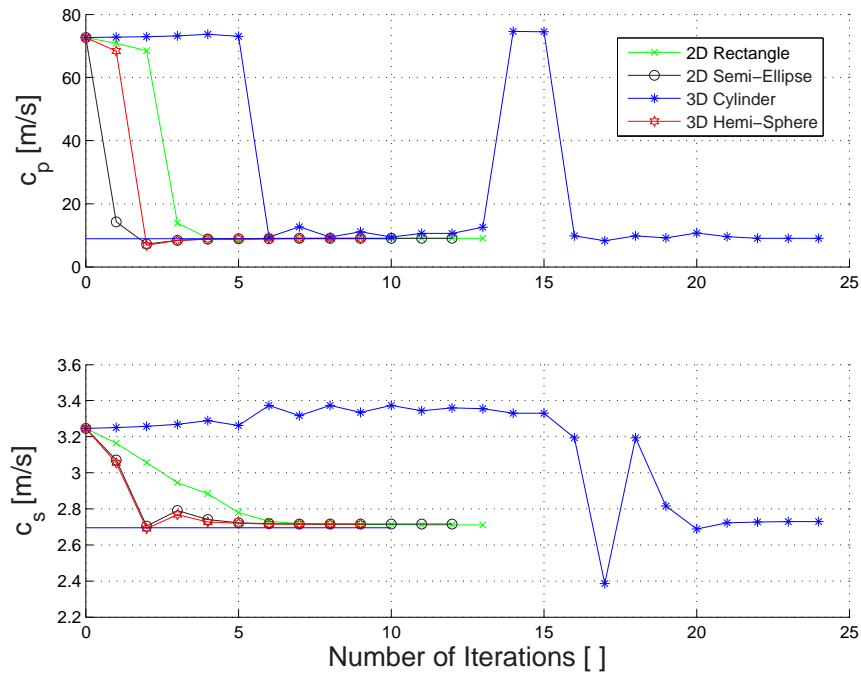 80
60
40
20
0
c_p [m/s]
0 5 10 15 20 25
2D Rectangle
2D Semi−Ellipse
3D Cylinder
3D Hemi−Sphere
3.6
3.4
3.2
3
2.8
2.6
2.4
2.2
c_s [m/s]
0 5 10 15 20 25
Number of Iterations [ ]